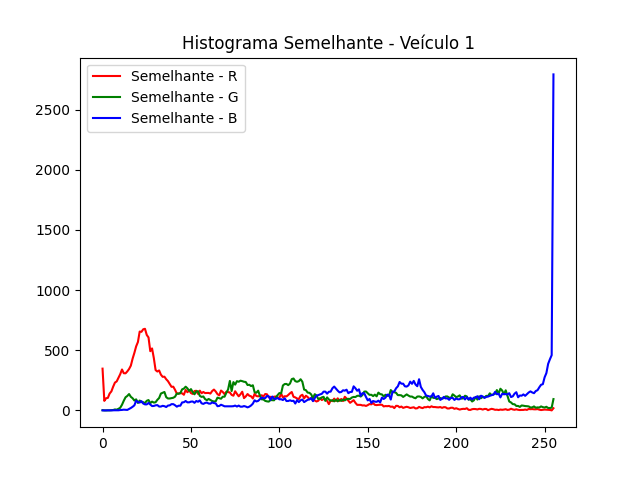 Histograma Semelhante - Veículo 1
Semelhante - R
Semelhante - G
Semelhante - B
2500
2000
1500
1000
500
0
0 50 100 150 200 250